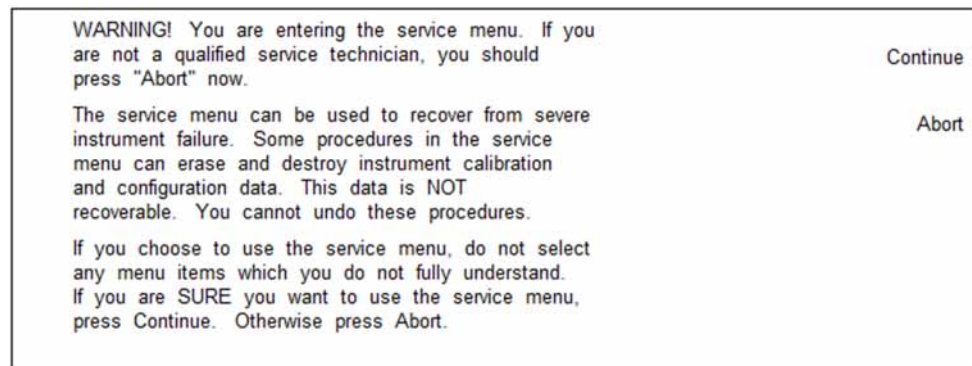 WARNING! You are entering the service menu. If you
are not a qualified service technician, you should
press "Abort" now.
The service menu can be used to recover from severe
instrument failure. Some procedures in the service
menu can erase and destroy instrument calibration
and configuration data. This data is NOT
recoverable. You cannot undo these procedures.
If you choose to use the service menu, do not select
any menu items which you do not fully understand.
If you are SURE you want to use the service menu,
press Continue. Otherwise press Abort.
Continue
Abort